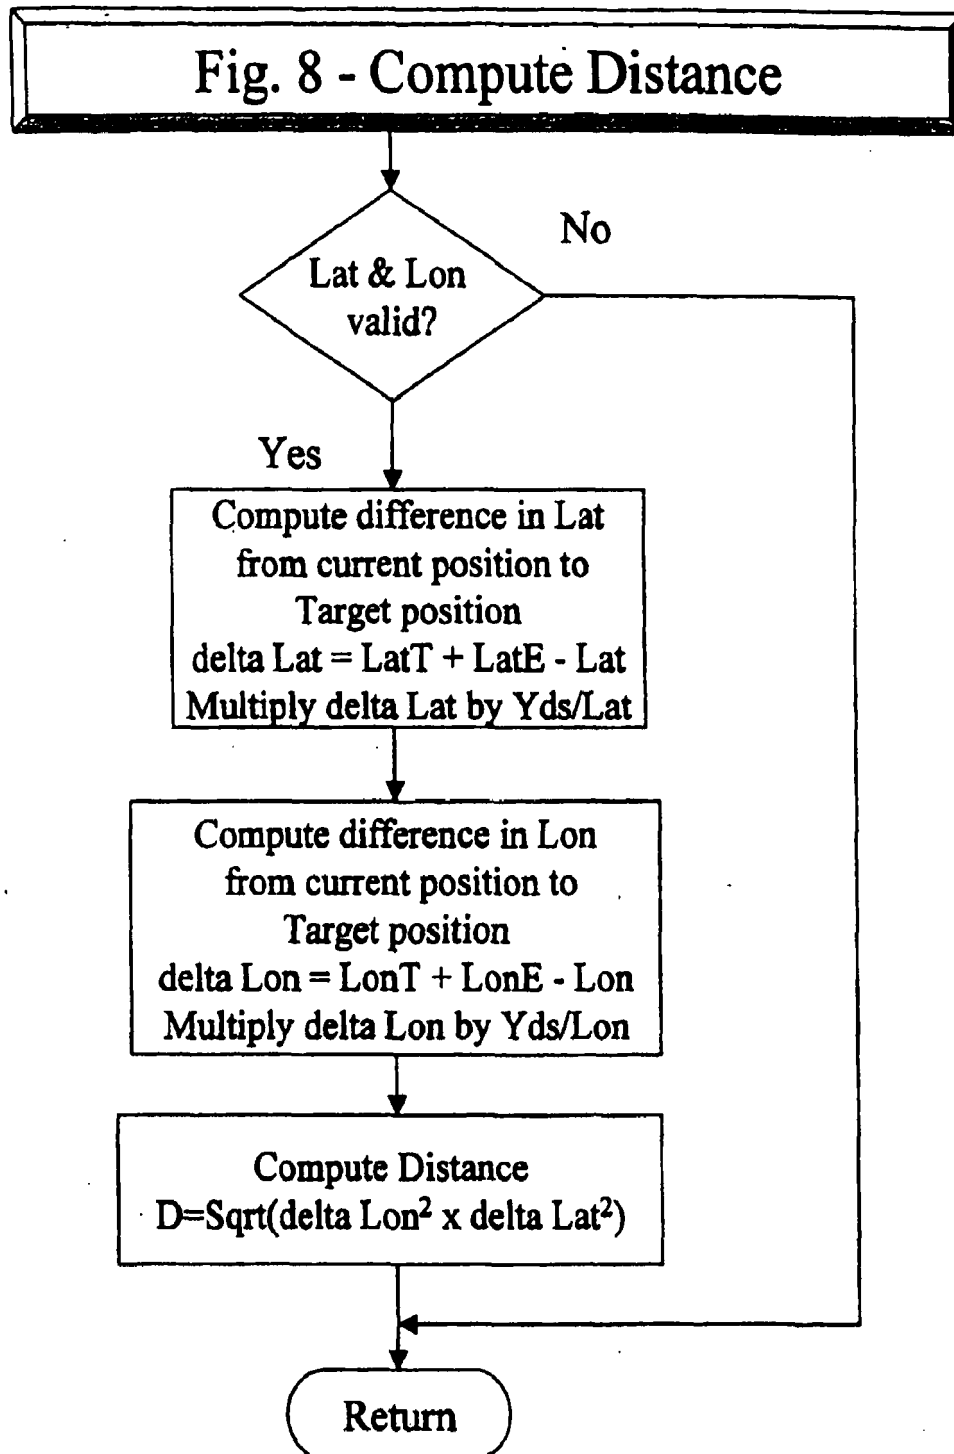 Fig. 8 - Compute Distance
Lat & Lon
valid?
No
Yes
Compute difference in Lat
from current position to
Target position
delta Lat = LatT + LatE - Lat
Multiply delta Lat by Yds/Lat
Compute difference in Lon
from current position to
Target position
delta Lon = LonT + LonE - Lon
Multiply delta Lon by Yds/Lon
Compute Distance
D=Sqrt(delta Lon² x delta Lat²)
Return